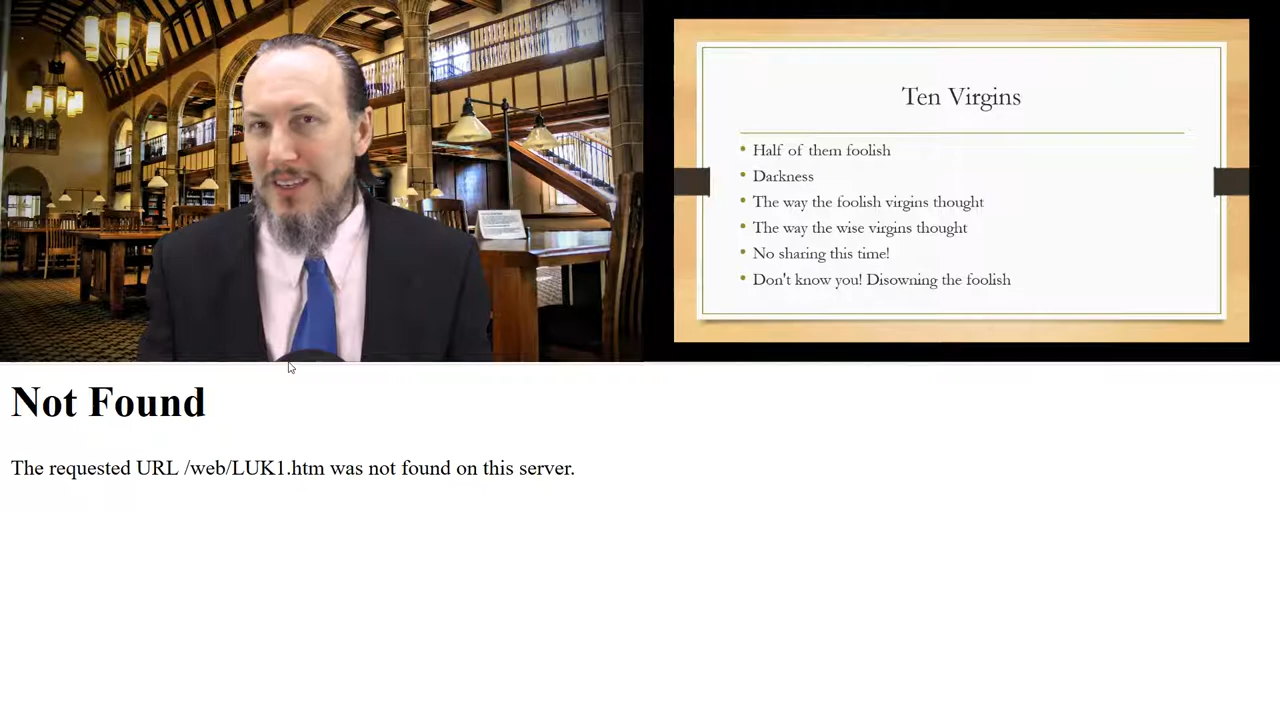 Ten Virgins
Half of them foolish
Darkness
The way the foolish virgins thought
The way the wise virgins thought
No sharing this time!
Don't know you! Disowning the foolish
Not Found
The requested URL /web/LUK1.htm was not found on this server.